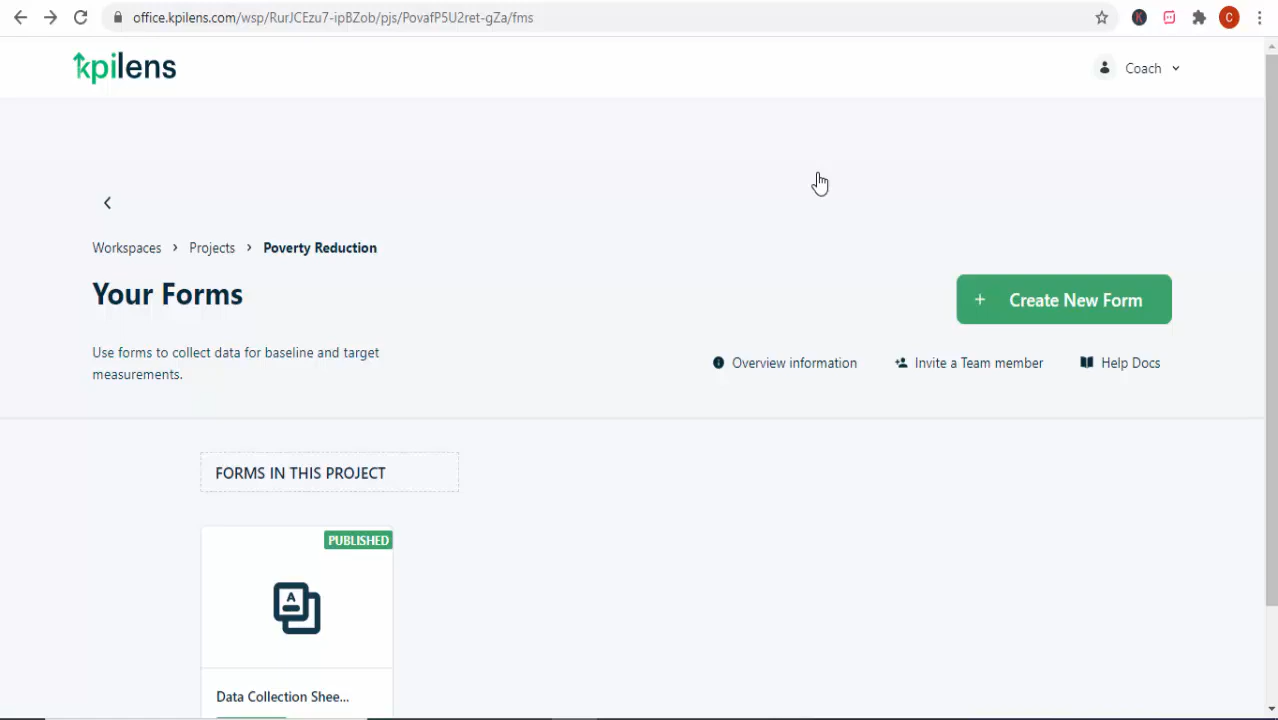 office.kpilens.com/wsp/RurJCEzu7-ipBZob/pjs/PovafP5U2ret-gZa/fms
K
C
kpilens
Coach
Workspaces > Projects > Poverty Reduction
Your Forms
+ Create New Form
Use forms to collect data for baseline and target
measurements.
Overview information
Invite a Team member
Help Docs
FORMS IN THIS PROJECT
PUBLISHED
A
Data Collection Shee...